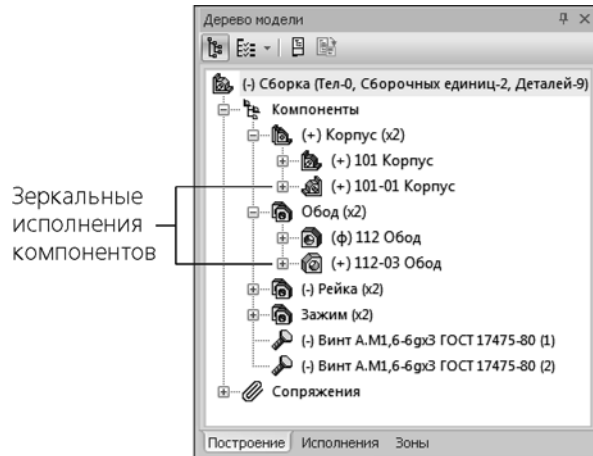 Дерево модели
(-) Сборка (Тел-0, Сборочных единиц-2, Деталей-9)
Компоненты
(+) Корпус (x2)
(+) 101 Корпус
(+) 101-01 Корпус
Обод (x2)
(ф) 112 Обод
(+) 112-03 Обод
(-) Рейка (x2)
Зажим (x2)
(-) Винт А.М1,6-6gx3 ГОСТ 17475-80 (1)
(-) Винт А.М1,6-6gx3 ГОСТ 17475-80 (2)
Сопряжения
Построение Исполнения Зоны
Зеркальные
исполнения
компонентов